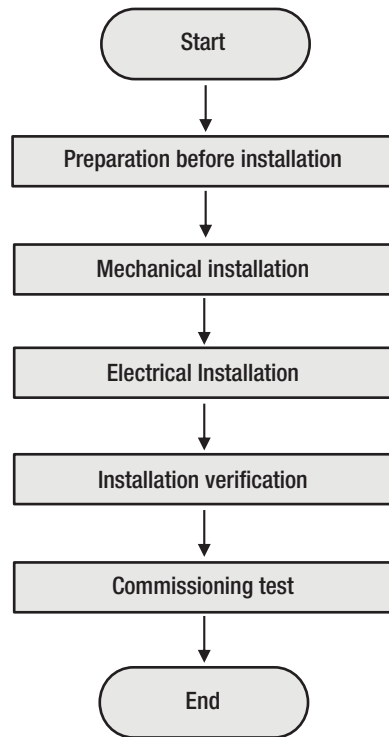 Start
Preparation before installation
Mechanical installation
Electrical Installation
Installation verification
Commissioning test
End